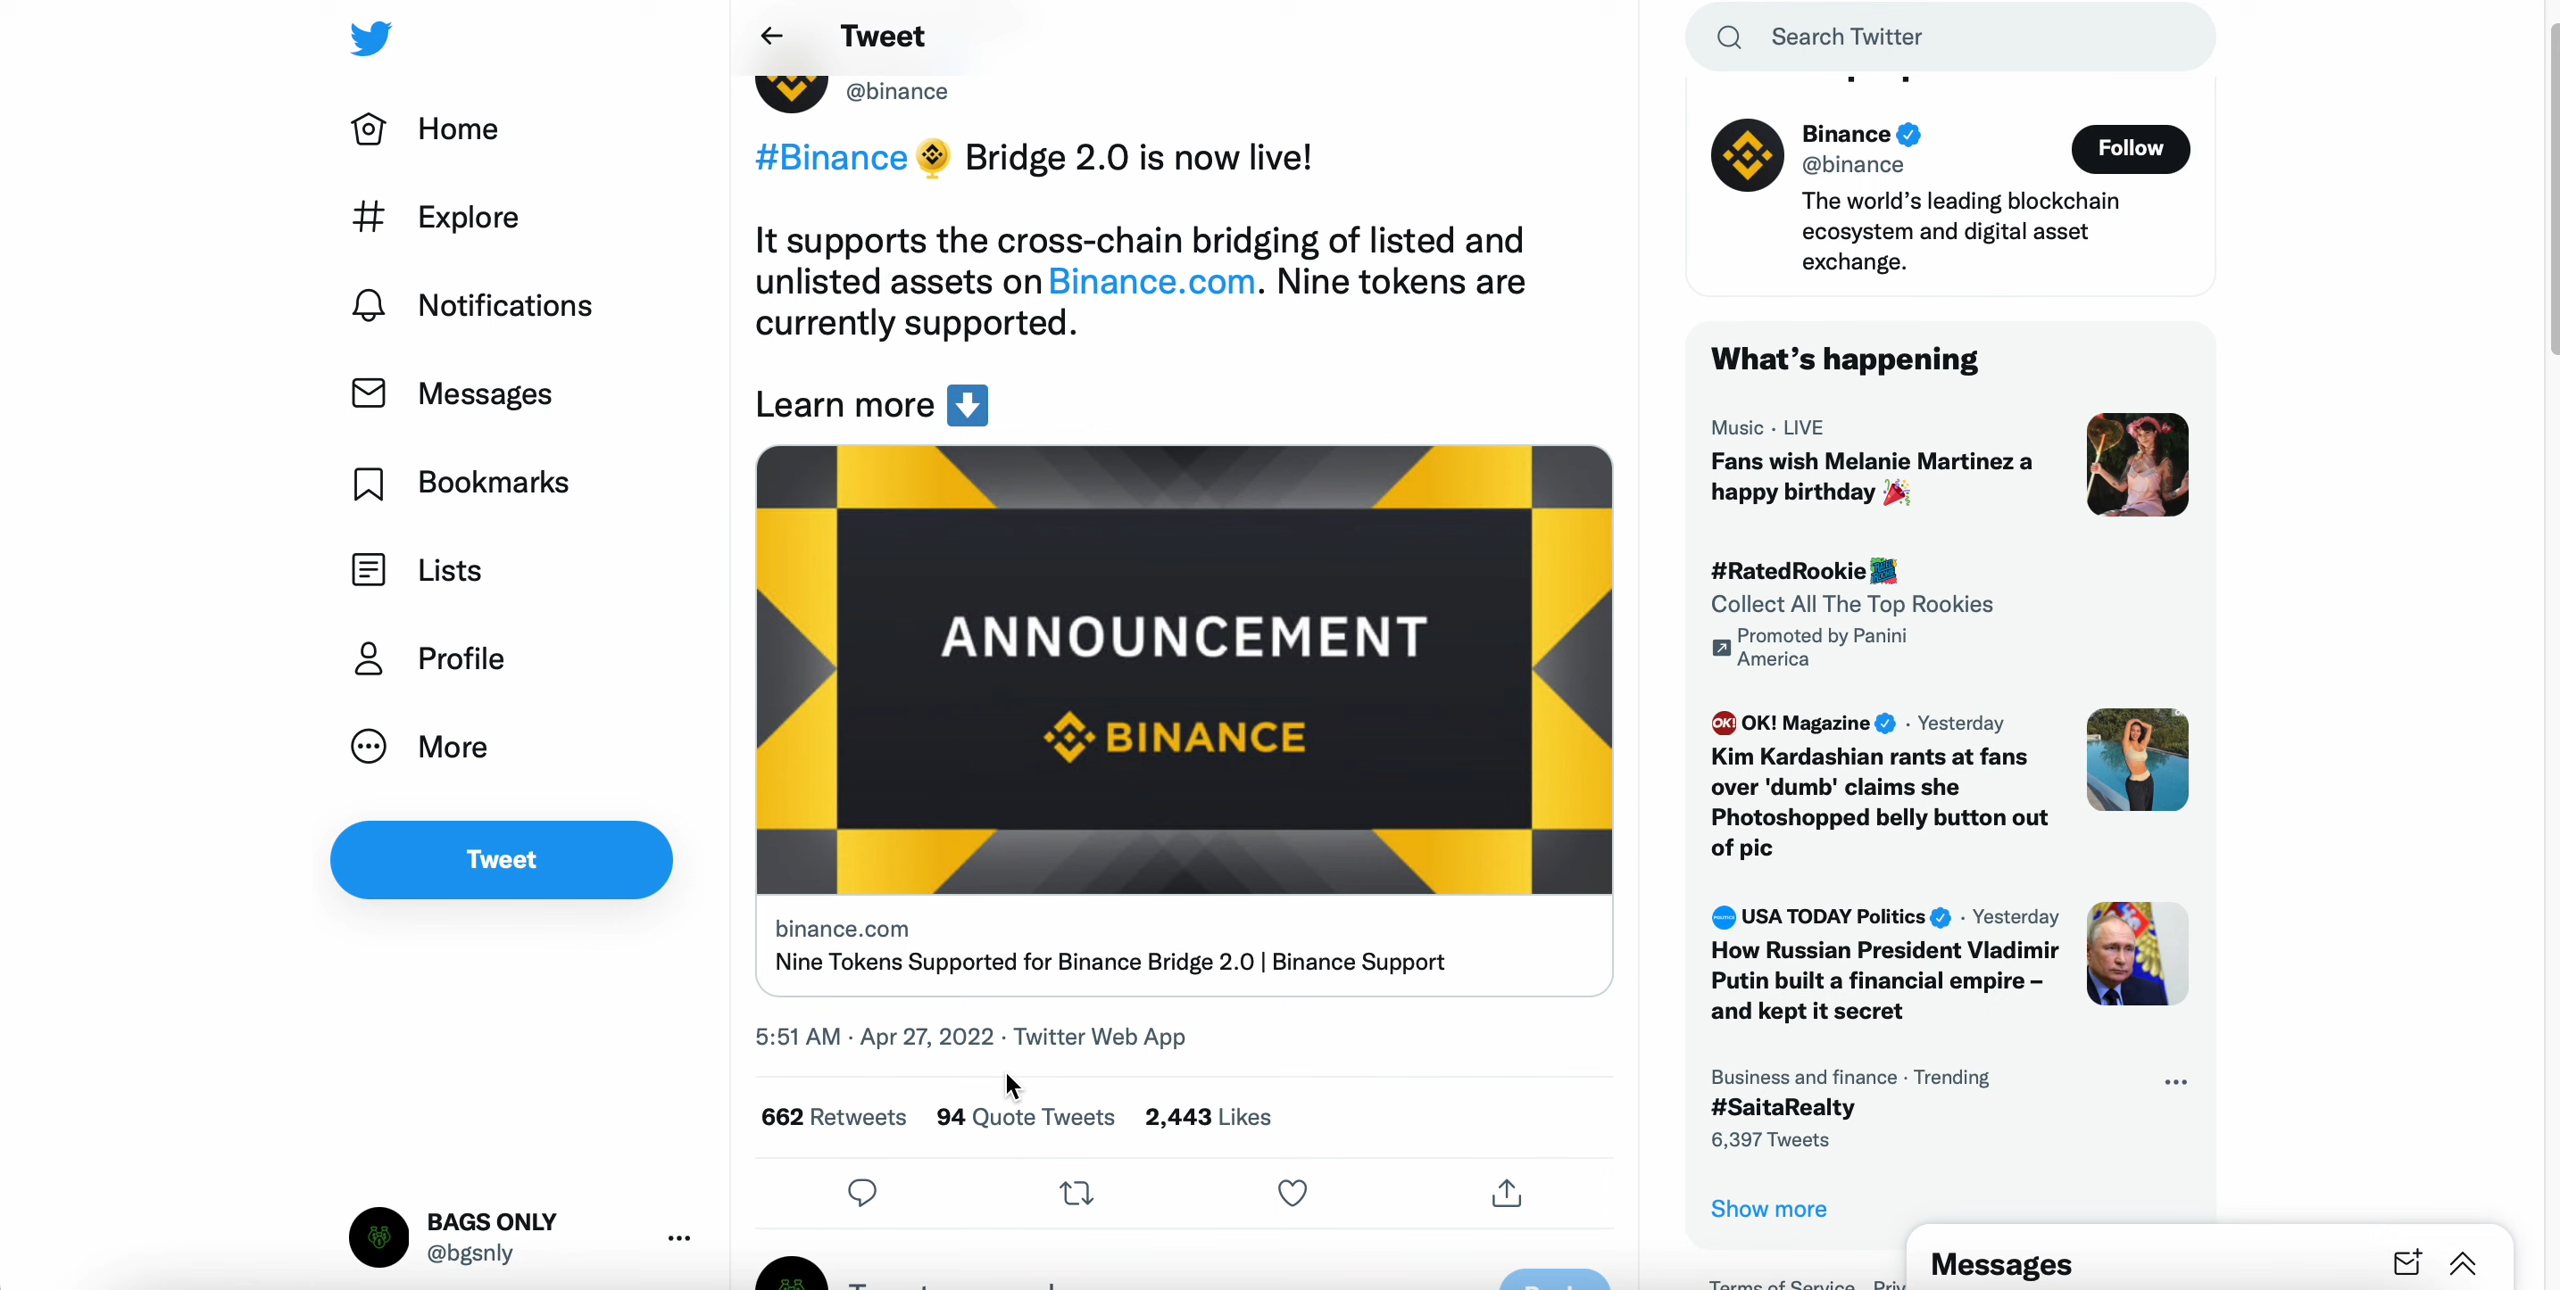 Home
Explore
Notifications
Messages
Bookmarks
Lists
Profile
More
Tweet
BAGS ONLY
@bgsnly
Tweet
@binance
#Binance Bridge 2.0 is now live!
It supports the cross-chain bridging of listed and
unlisted assets on Binance.com. Nine tokens are
currently supported.
Learn more
ANNOUNCEMENT
BINANCE
binance.com
Nine Tokens Supported for Binance Bridge 2.0 | Binance Support
5:51 AM · Apr 27, 2022 · Twitter Web App
662 Retweets 94 Quote Tweets 2,443 Likes
Search Twitter
Binance
@binance
Follow
The world’s leading blockchain
ecosystem and digital asset
exchange.
What’s happening
Music · LIVE
Fans wish Melanie Martinez a
happy birthday
#RatedRookie
Collect All The Top Rookies
Promoted by Panini
America
OK! OK! Magazine · Yesterday
Kim Kardashian rants at fans
over 'dumb' claims she
Photoshopped belly button out
of pic
USA TODAY Politics · Yesterday
How Russian President Vladimir
Putin built a financial empire –
and kept it secret
Business and finance · Trending
#SaitaRealty
6,397 Tweets
Show more
Terms of Service
Messages